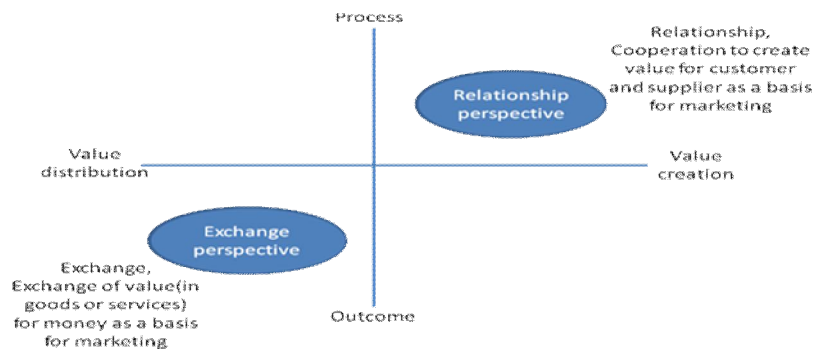 Process
Relationship,
Cooperation to create
value for customer
and supplier as a basis
for marketing
Relationship
perspective
Value
distribution
Value
creation
Exchange
perspective
Exchange,
Exchange of value(in
goods or services)
for money as a basis
for marketing
Outcome